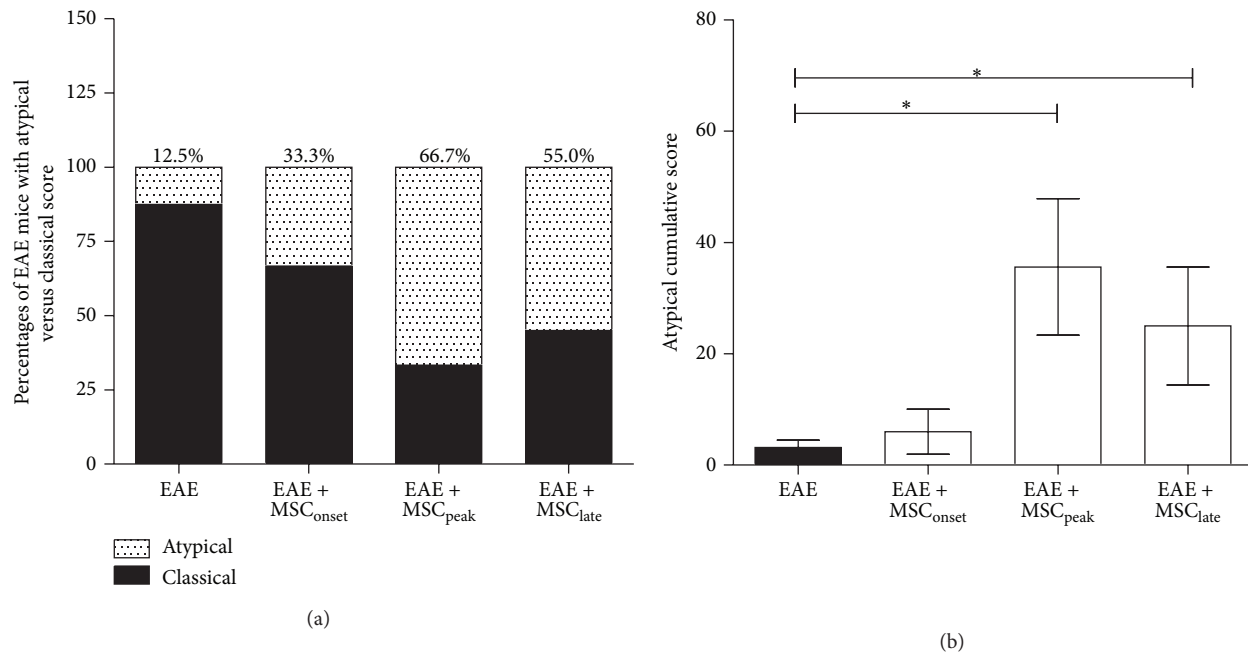 150
125
100
75
50
25
0
Percentages of EAE mice with atypical
versus classical score
12.5%
33.3%
66.7%
55.0%
EAE
EAE +
MSConset
EAE +
MSCpeak
EAE +
MSClate
Atypical
Classical
(a)
80
60
40
20
0
Atypical cumulative score
*
*
EAE
EAE +
MSConset
EAE +
MSCpeak
EAE +
MSClate
(b)